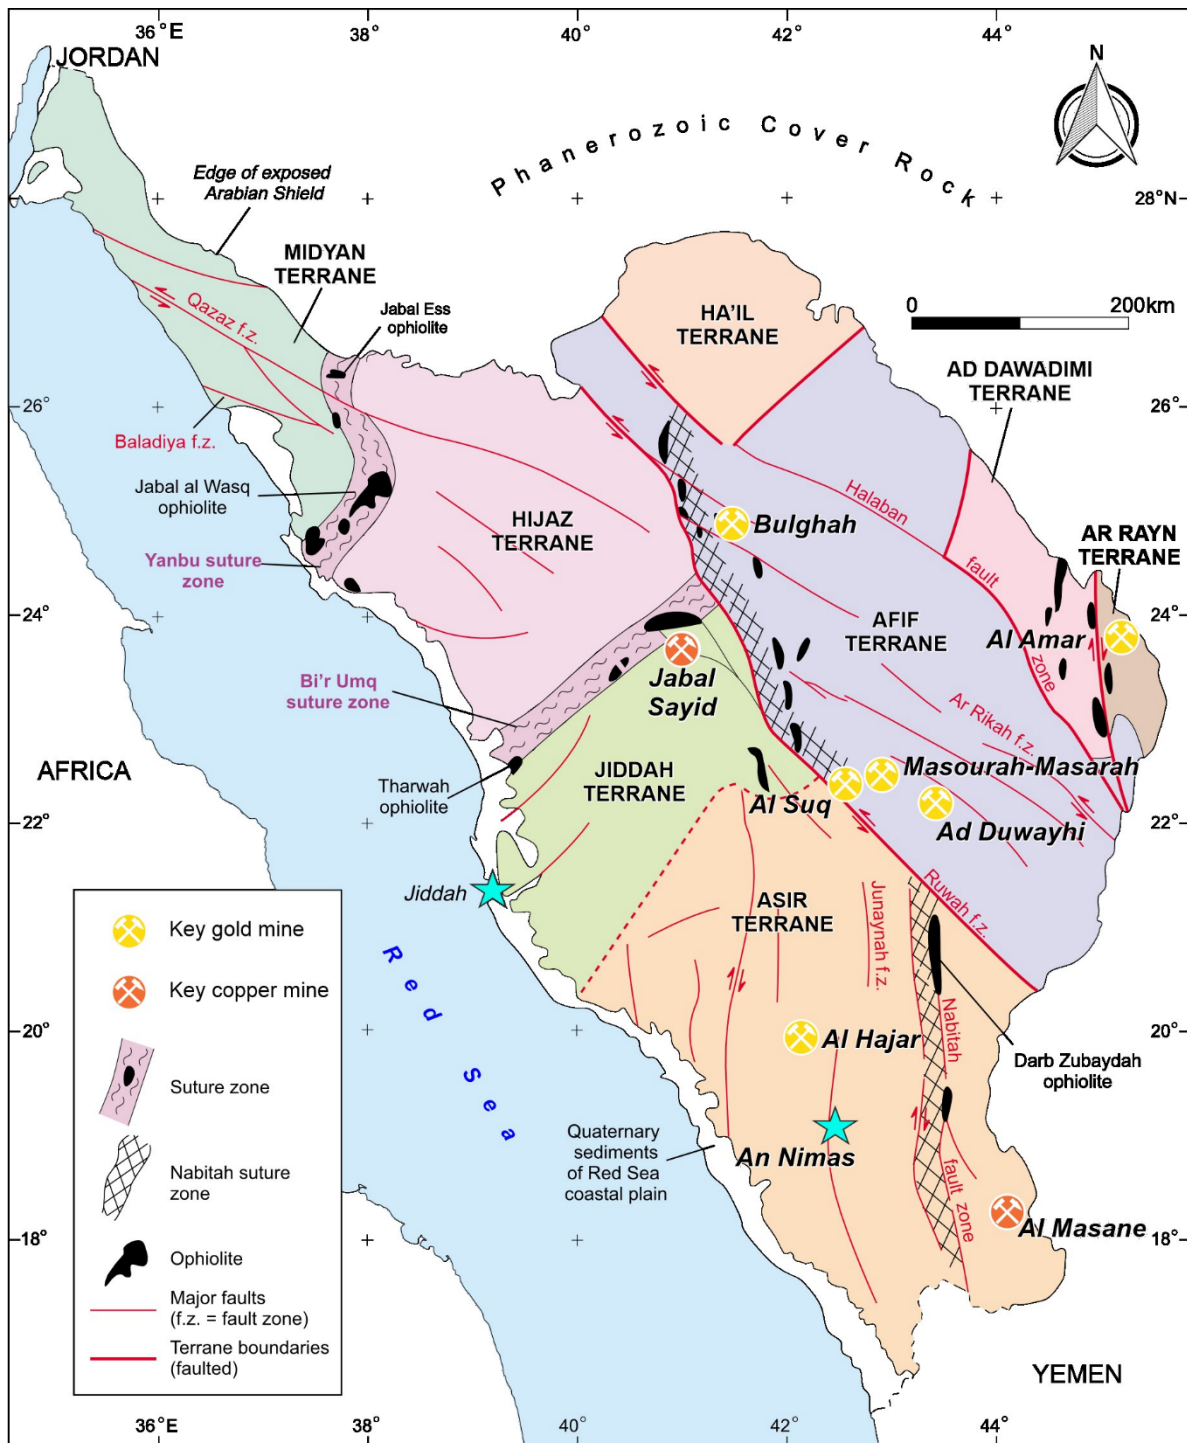 36°E
38°
40°
42°
44°
JORDAN
N
Phanerozoic Cover Rock
Edge of exposed
Arabian Shield
28°N
MIDYAN
TERRANE
Jabal Ess
ophiolite
Qazaz f.z.
HA'IL
TERRANE
0
200km
AD DAWADIMI
TERRANE
26°
26°
Baladiya f.z.
Jabal al Wasq
ophiolite
Halaban
fault
zone
HIJAZ
TERRANE
Bulghah
AR RAYN
TERRANE
Yanbu suture
zone
24°
24°
AFIF
TERRANE
Al Amar
Jabal
Sayid
Bi'r Umq
suture zone
Ar Rikah f.z.
AFRICA
Tharwah
ophiolite
JIDDAH
TERRANE
Masourah-Masarah
Al Suq
Ad Duwayhi
22°
22°
Jiddah
ASIR
TERRANE
Junaynah f.z.
Ruwah f.z.
Red Sea
Nabitah
fault zone
20°
20°
Al Hajar
Darb Zubaydah
ophiolite
Quaternary
sediments
of Red Sea
coastal plain
An Nimas
Al Masane
18°
18°
YEMEN
Key gold mine
Key copper mine
Suture zone
Nabitah suture
zone
Ophiolite
Major faults
(f.z. = fault zone)
Terrane boundaries
(faulted)
36°E
38°
40°
42°
44°